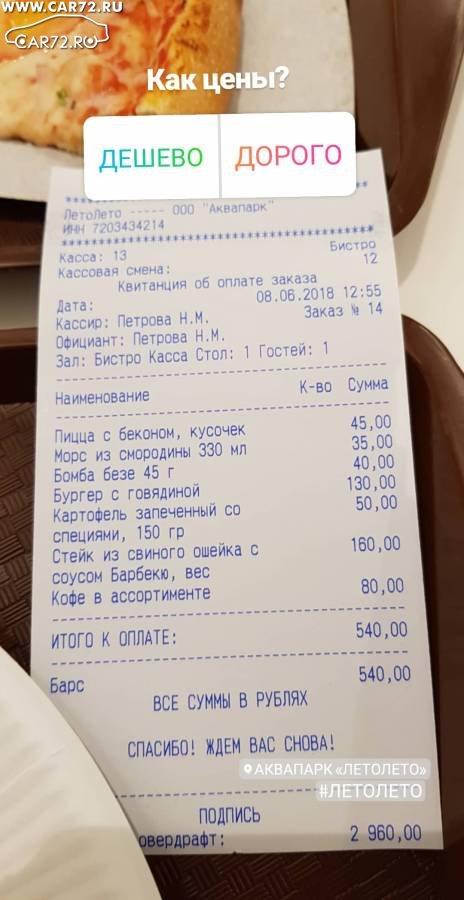 WWW.CAR72.RU
CAR72.RU
Как цены?
ДЕШЕВО ДОРОГО
ЛетоЛето ----- ООО "Аквапарк"
ИНН 7203434214
Касса: 13 Бистро
Кассовая смена: 12
Квитанция об оплате заказа
Дата: 08.06.2018 12:55
Кассир: Петрова Н.М. Заказ № 14
Официант: Петрова Н.М.
Зал: Бистро Касса Стол: 1 Гостей: 1
Наименование К-во Сумма
Пицца с беконом, кусочек 45,00
Морс из смородины 330 мл 35,00
Бомба безе 45 г 40,00
Бургер с говядиной 130,00
Картофель запеченный со 50,00
специями, 150 гр
Стейк из свиного ошейка с 160,00
соусом Барбекю, вес
Кофе в ассортименте 80,00
ИТОГО К ОПЛАТЕ: 540,00
Барс 540,00
ВСЕ СУММЫ В РУБЛЯХ
СПАСИБО! ЖДЕМ ВАС СНОВА!
АКВАПАРК «ЛЕТОЛЕТО»
#ЛЕТОЛЕТО
ПОДПИСЬ
овердрафт: 2 960,00